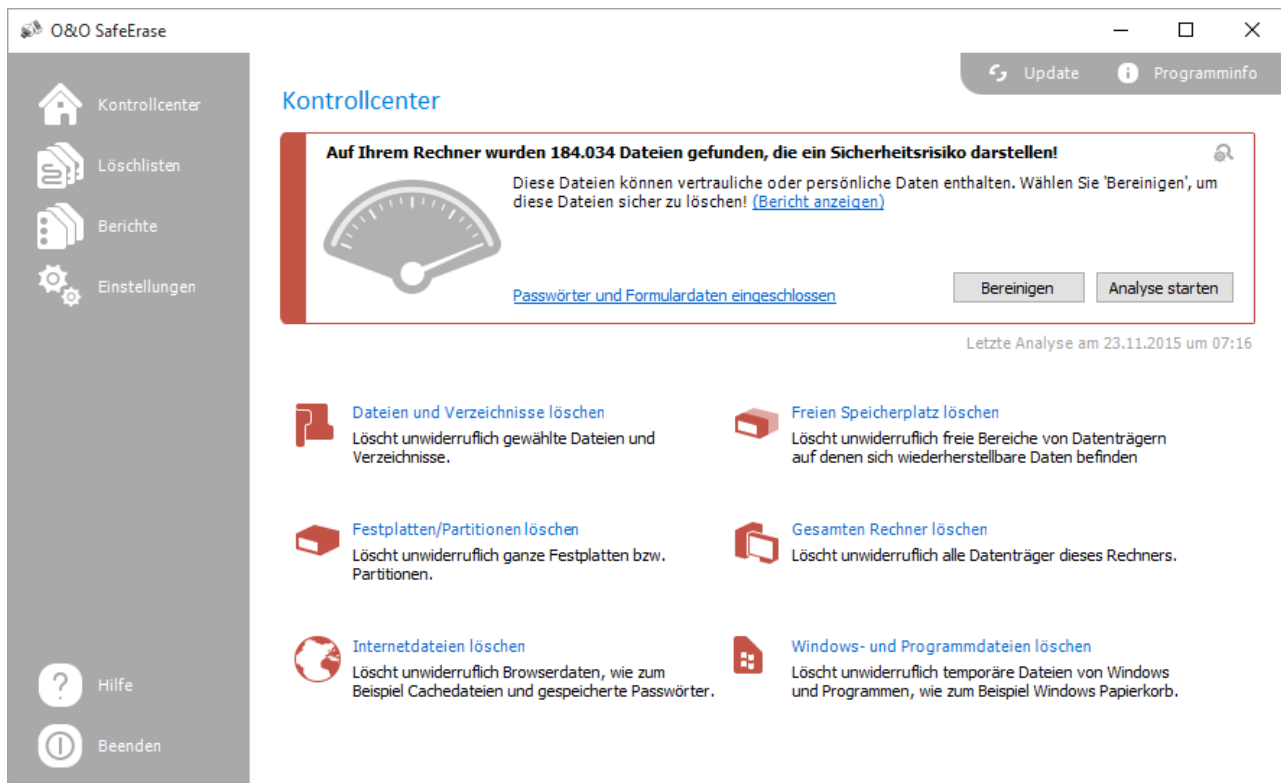 O&O SafeErase
Update
Programminfo
Kontrollcenter
Löschlisten
Berichte
Einstellungen
Hilfe
Beenden
Kontrollcenter
Auf Ihrem Rechner wurden 184.034 Dateien gefunden, die ein Sicherheitsrisiko darstellen!
Diese Dateien können vertrauliche oder persönliche Daten enthalten. Wählen Sie 'Bereinigen', um
diese Dateien sicher zu löschen! (Bericht anzeigen)
Passwörter und Formulardaten eingeschlossen
Bereinigen
Analyse starten
Letzte Analyse am 23.11.2015 um 07:16
Dateien und Verzeichnisse löschen
Löscht unwiderruflich gewählte Dateien und
Verzeichnisse.
Freien Speicherplatz löschen
Löscht unwiderruflich freie Bereiche von Datenträgern
auf denen sich wiederherstellbare Daten befinden
Festplatten/Partitionen löschen
Löscht unwiderruflich ganze Festplatten bzw.
Partitionen.
Gesamten Rechner löschen
Löscht unwiderruflich alle Datenträger dieses Rechners.
Internetdateien löschen
Löscht unwiderruflich Browserdaten, wie zum
Beispiel Cachedateien und gespeicherte Passwörter.
Windows- und Programmdateien löschen
Löscht unwiderruflich temporäre Dateien von Windows
und Programmen, wie zum Beispiel Windows Papierkorb.